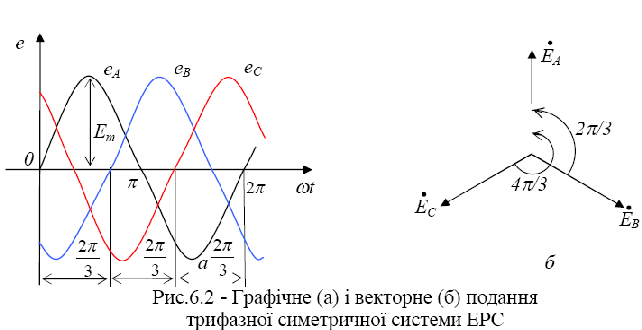 e
e_A
e_B
e_C
E_m
0
π
2π
ωt
2π/3
2π/3
2π/3
а
Ė_A
2π/3
4π/3
Ė_C
Ė_B
б
Рис.6.2 - Графічне (а) і векторне (б) подання
трифазної симетричної системи ЕРС